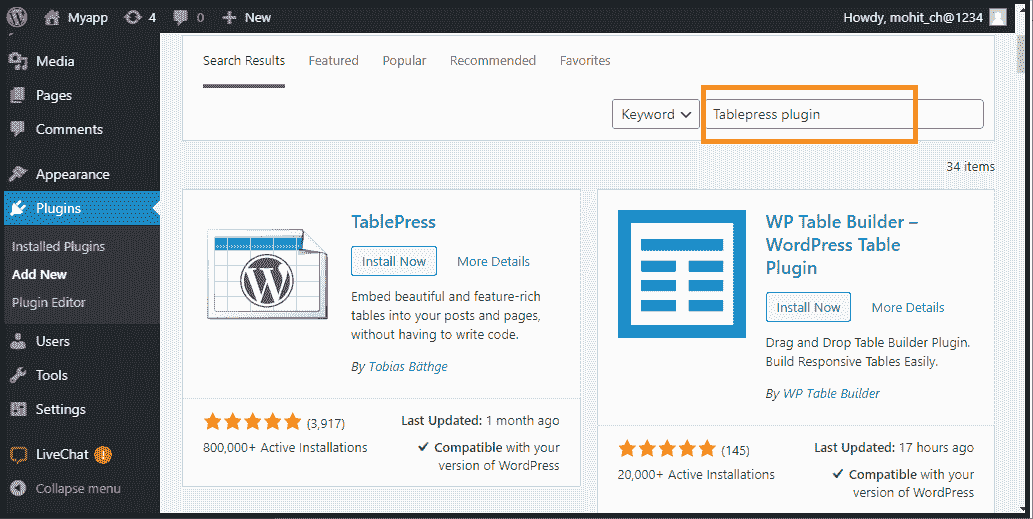 Myapp 4 0 + New Howdy, mohit_ch@1234
Media
Pages
Comments
Appearance
Plugins
Installed Plugins
Add New
Plugin Editor
Users
Tools
Settings
LiveChat
Collapse menu
Search Results Featured Popular Recommended Favorites
Keyword Tablepress plugin
34 items
TablePress
Install Now More Details
Embed beautiful and feature-rich
tables into your posts and pages,
without having to write code.
By Tobias Bäthge
(3,917)
800,000+ Active Installations
Last Updated: 1 month ago
Compatible with your
version of WordPress
WP Table Builder –
WordPress Table
Plugin
Install Now More Details
Drag and Drop Table Builder Plugin.
Build Responsive Tables Easily.
By WP Table Builder
(145)
20,000+ Active Installations
Last Updated: 17 hours ago
Compatible with your
version of WordPress